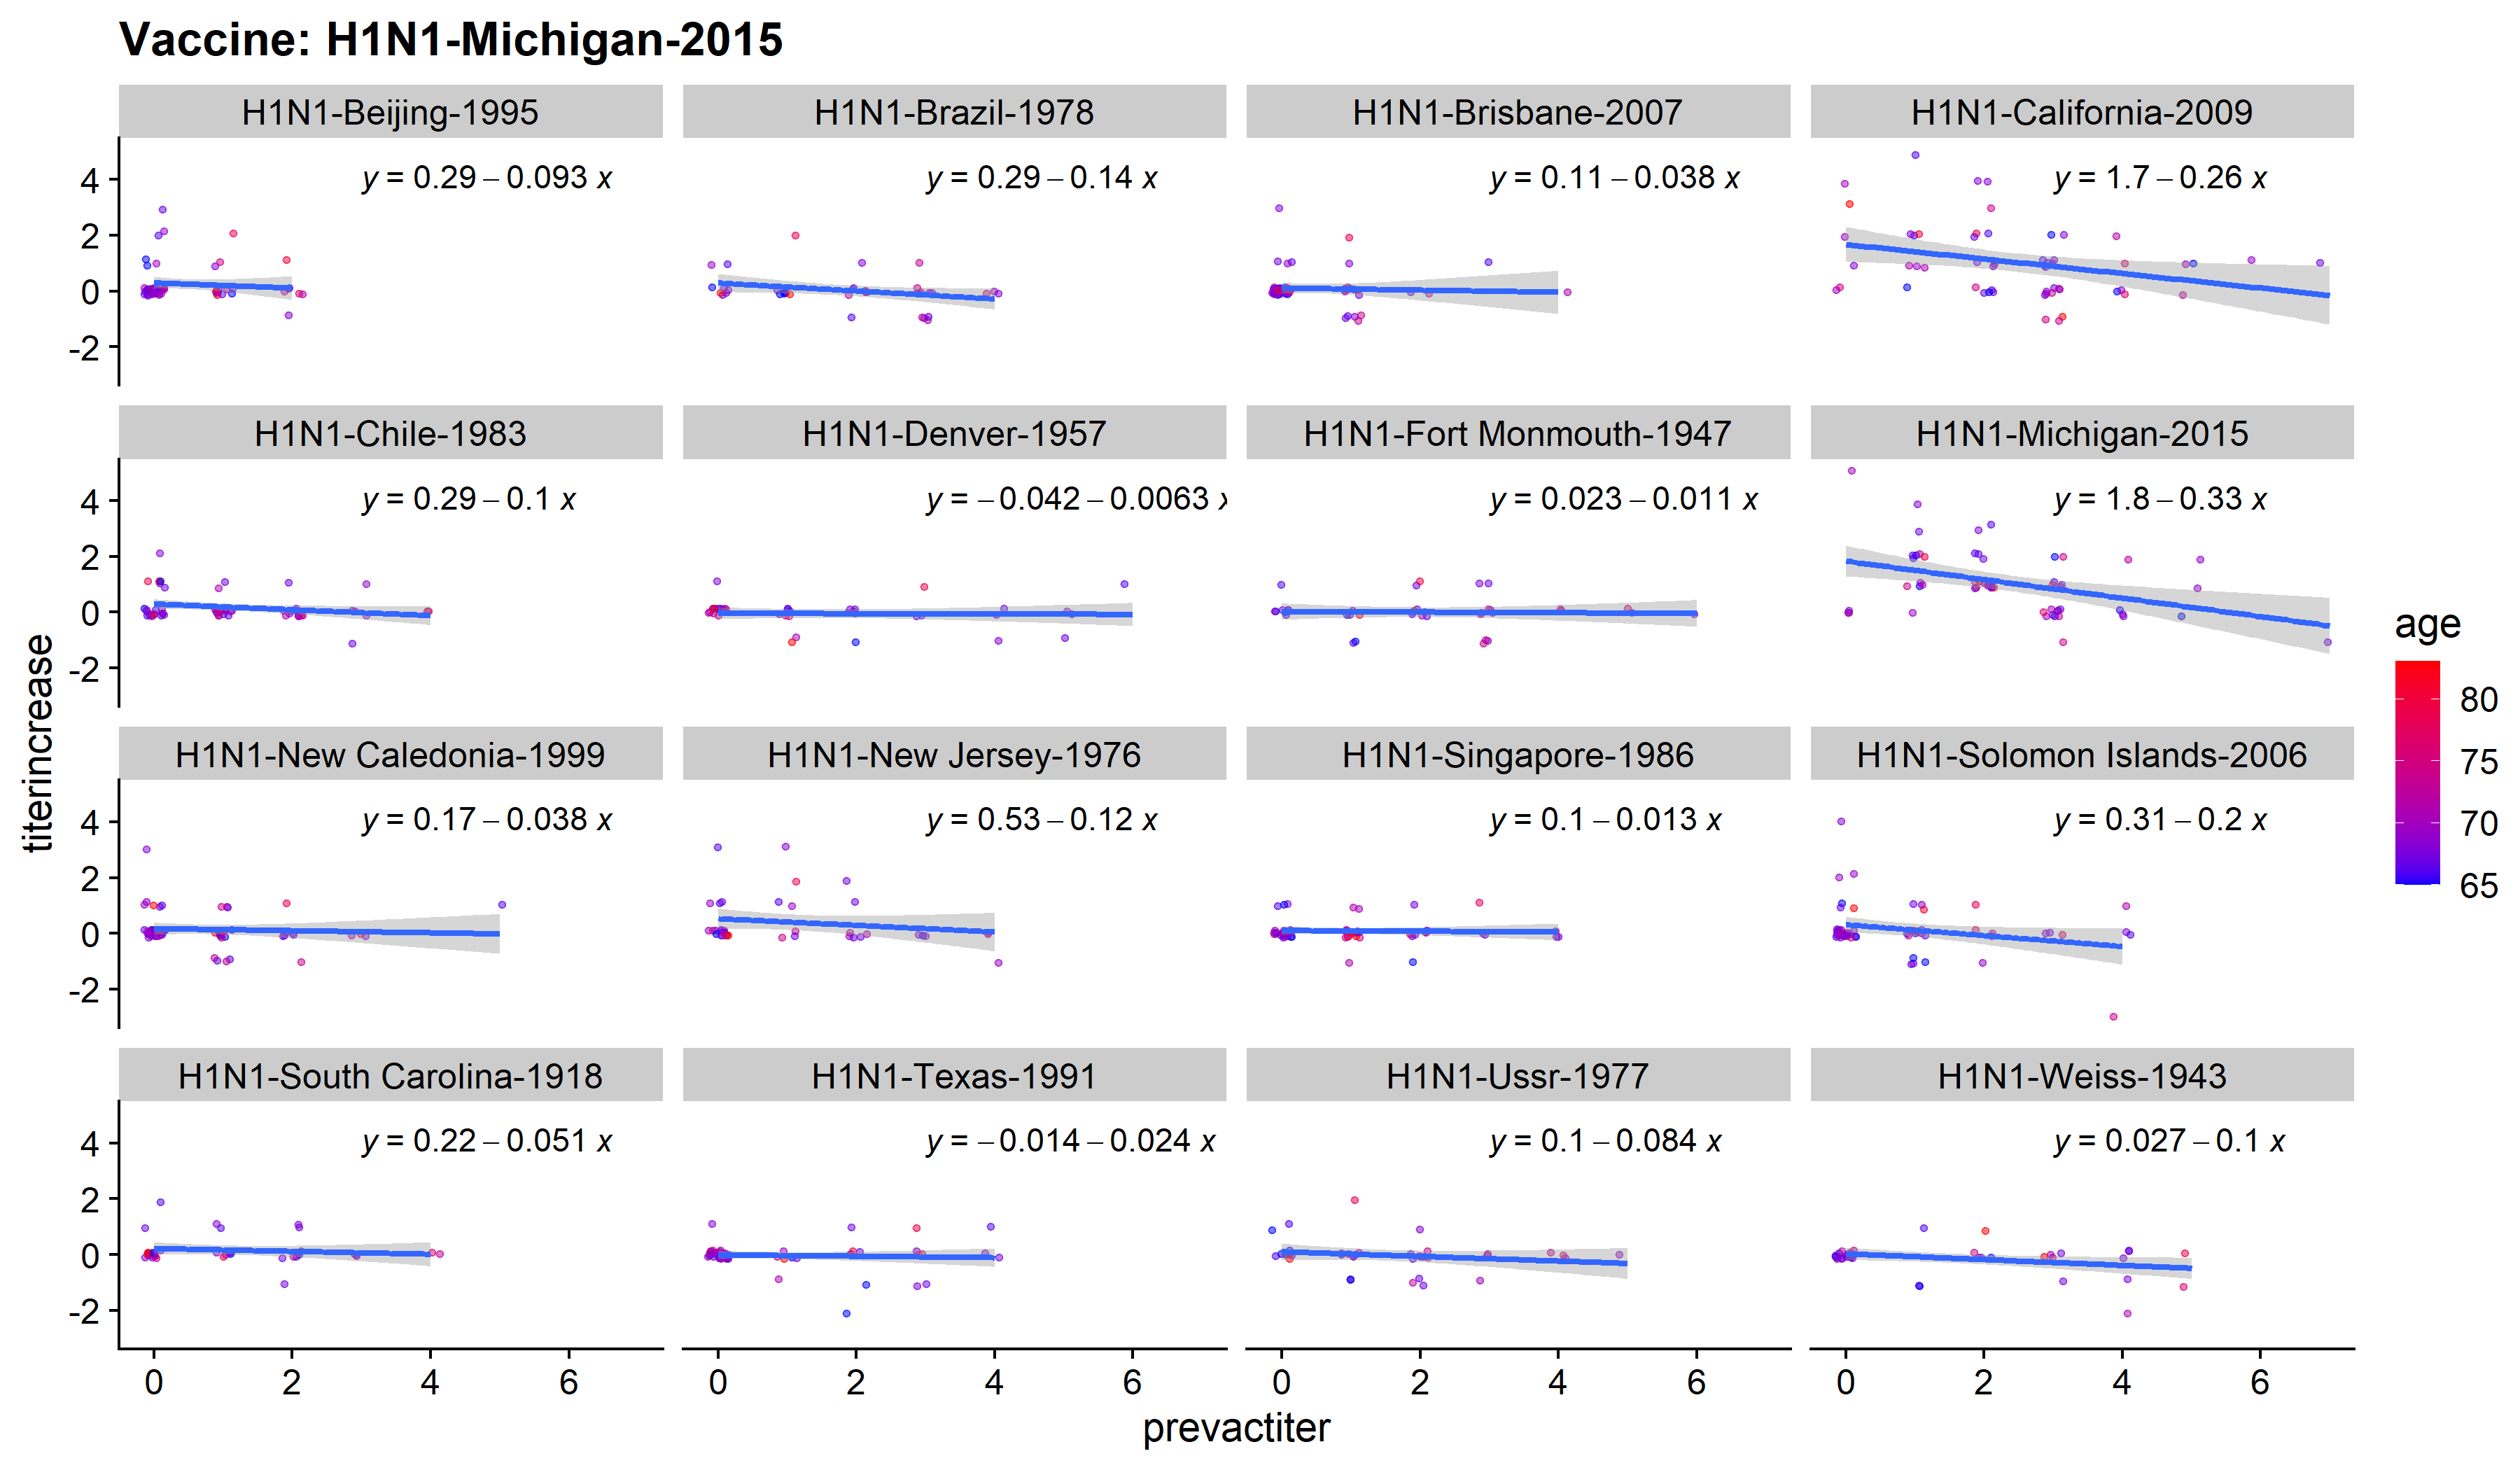 Vaccine: H1N1-Michigan-2015
H1N1-Beijing-1995 H1N1-Brazil-1978 H1N1-Brisbane-2007 H1N1-California-2009
y = 0.29 – 0.093 x y = 0.29 – 0.14 x y = 0.11 – 0.038 x y = 1.7 – 0.26 x
4
2
0
-2
H1N1-Chile-1983 H1N1-Denver-1957 H1N1-Fort Monmouth-1947 H1N1-Michigan-2015
y = 0.29 – 0.1 x y = – 0.042 – 0.0063 x y = 0.023 – 0.011 x y = 1.8 – 0.33 x
4
2
0
-2
H1N1-New Caledonia-1999 H1N1-New Jersey-1976 H1N1-Singapore-1986 H1N1-Solomon Islands-2006
y = 0.17 – 0.038 x y = 0.53 – 0.12 x y = 0.1 – 0.013 x y = 0.31 – 0.2 x
4
2
0
-2
H1N1-South Carolina-1918 H1N1-Texas-1991 H1N1-Ussr-1977 H1N1-Weiss-1943
y = 0.22 – 0.051 x y = – 0.014 – 0.024 x y = 0.1 – 0.084 x y = 0.027 – 0.1 x
4
2
0
-2
0 2 4 6 0 2 4 6 0 2 4 6 0 2 4 6
prevactiter
titerincrease
age
80
75
70
65